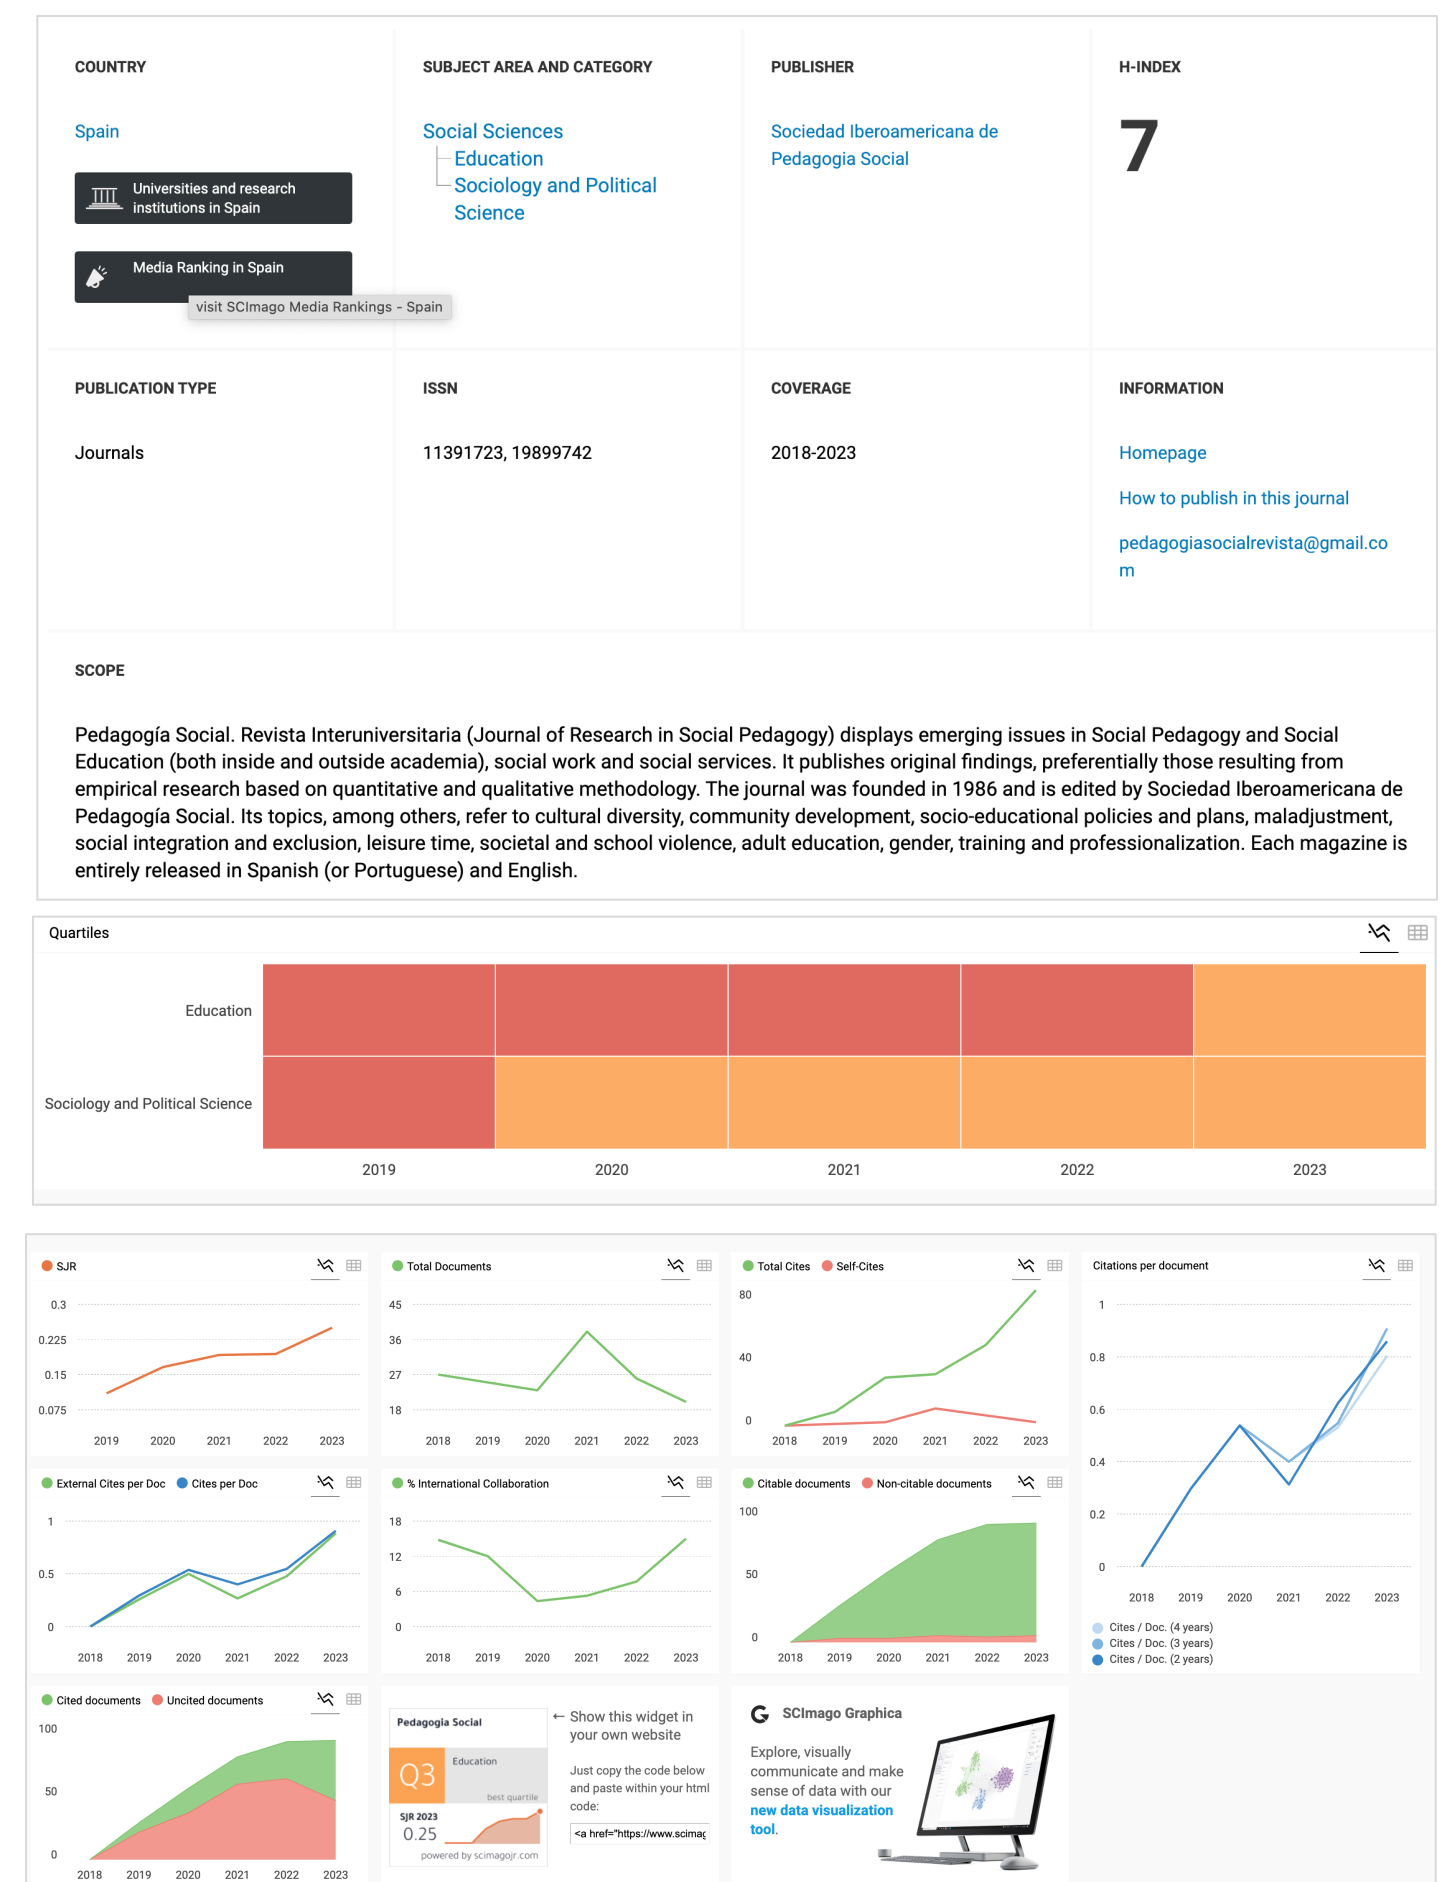 COUNTRY
Spain
Universities and research
institutions in Spain
Media Ranking in Spain
visit SCImago Media Rankings - Spain
SUBJECT AREA AND CATEGORY
Social Sciences
Education
Sociology and Political
Science
PUBLISHER
Sociedad Iberoamericana de
Pedagogia Social
H-INDEX
7
PUBLICATION TYPE
Journals
ISSN
11391723, 19899742
COVERAGE
2018-2023
INFORMATION
Homepage
How to publish in this journal
pedagogiasocialrevista@gmail.co
m
SCOPE
Pedagogía Social. Revista Interuniversitaria (Journal of Research in Social Pedagogy) displays emerging issues in Social Pedagogy and Social
Education (both inside and outside academia), social work and social services. It publishes original findings, preferentially those resulting from
empirical research based on quantitative and qualitative methodology. The journal was founded in 1986 and is edited by Sociedad Iberoamericana de
Pedagogía Social. Its topics, among others, refer to cultural diversity, community development, socio-educational policies and plans, maladjustment,
social integration and exclusion, leisure time, societal and school violence, adult education, gender, training and professionalization. Each magazine is
entirely released in Spanish (or Portuguese) and English.
Quartiles
Education
Sociology and Political Science
2019 2020 2021 2022 2023
SJR
0.3
0.225
0.15
0.075
2019 2020 2021 2022 2023
Total Documents
45
36
27
18
2018 2019 2020 2021 2022 2023
Total Cites Self-Cites
80
40
0
2018 2019 2020 2021 2022 2023
Citations per document
1
0.8
0.6
0.4
0.2
0
2018 2019 2020 2021 2022 2023
Cites / Doc. (4 years)
Cites / Doc. (3 years)
Cites / Doc. (2 years)
External Cites per Doc Cites per Doc
1
0.5
0
2018 2019 2020 2021 2022 2023
% International Collaboration
18
12
6
0
2018 2019 2020 2021 2022 2023
Citable documents Non-citable documents
100
50
0
2018 2019 2020 2021 2022 2023
Cited documents Uncited documents
100
50
0
2018 2019 2020 2021 2022 2023
Pedagogia Social
Q3
Education
best quartile
SJR 2023
0.25
powered by scimagojr.com
← Show this widget in
your own website
Just copy the code below
and paste within your html
code:
<a href="https://www.scimag
SCImago Graphica
Explore, visually
communicate and make
sense of data with our
new data visualization
tool.